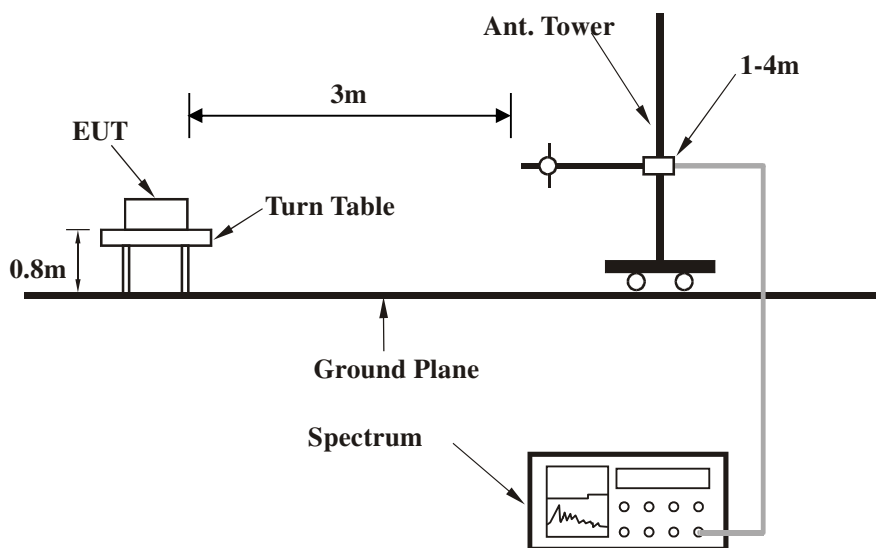 Ant. Tower
1-4m
3m
EUT
Turn Table
0.8m
Ground Plane
Spectrum